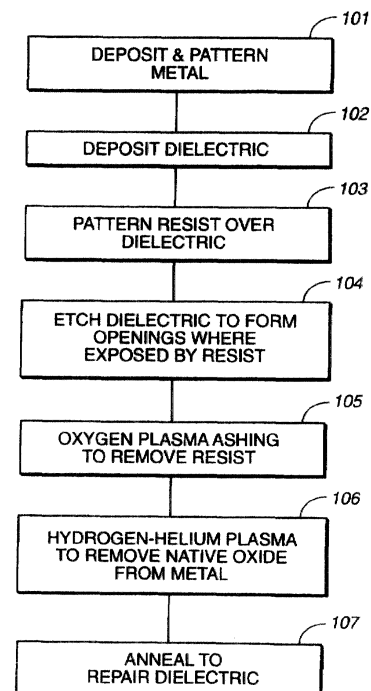 101
DEPOSIT & PATTERN
METAL
102
DEPOSIT DIELECTRIC
103
PATTERN RESIST OVER
DIELECTRIC
104
ETCH DIELECTRIC TO FORM
OPENINGS WHERE
EXPOSED BY RESIST
105
OXYGEN PLASMA ASHING
TO REMOVE RESIST
106
HYDROGEN-HELIUM PLASMA
TO REMOVE NATIVE OXIDE
FROM METAL
107
ANNEAL TO
REPAIR DIELECTRIC